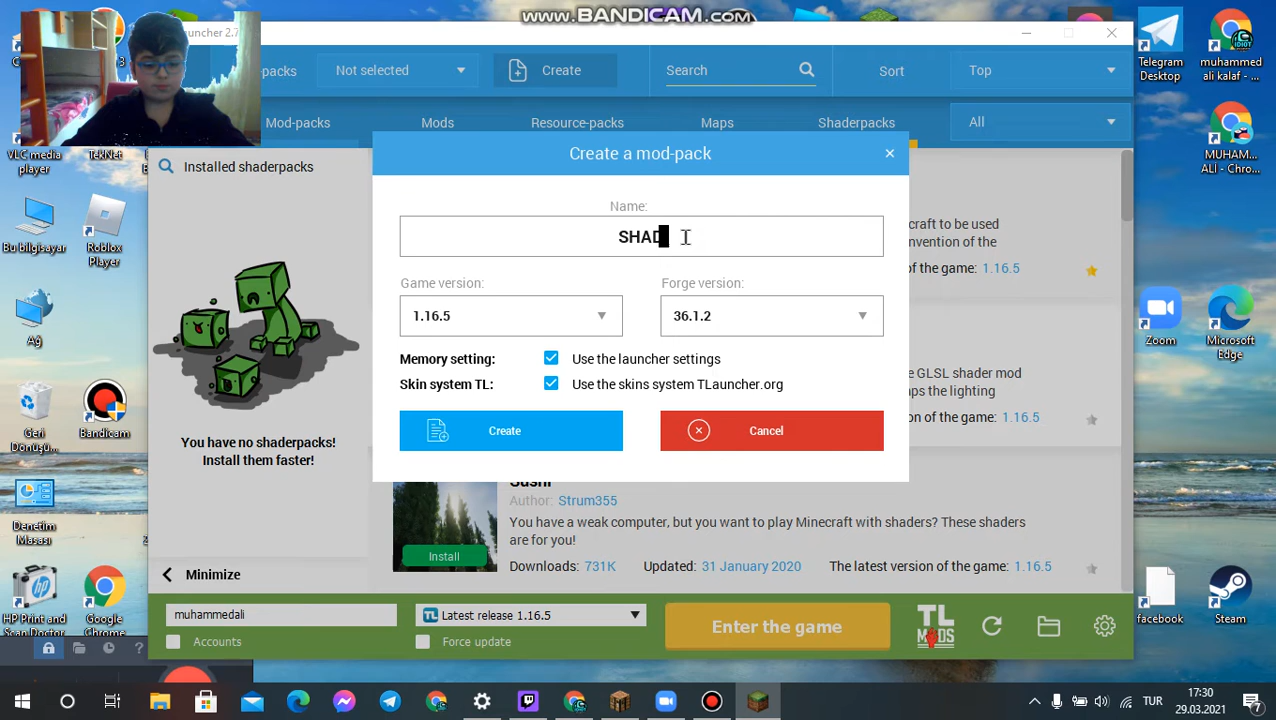 www.BANDICAM.com
auncher 2.7
-packs
Not selected
Create
Search
Sort
Top
Mod-packs
Mods
Resource-packs
Maps
Shaderpacks
All
Installed shaderpacks
Create a mod-pack
Name:
SHAD
Game version:
Forge version:
1.16.5
36.1.2
Memory setting:
Use the launcher settings
Skin system TL:
Use the skins system TLauncher.org
Create
Cancel
You have no shaderpacks!
Install them faster!
craft to be used
nvention of the
of the game: 1.16.5
e GLSL shader mod
aps the lighting
on of the game: 1.16.5
Author: Strum355
You have a weak computer, but you want to play Minecraft with shaders? These shaders
are for you!
Install
Downloads: 731K
Updated: 31 January 2020
The latest version of the game: 1.16.5
Minimize
muhammedali
Latest release 1.16.5
Enter the game
TL
MODS
Accounts
Force update
VLC media
player
TekNet
Bu bilgisayar
Roblox
Player
Ağ
Geri
Dönüşü...
Bandicam
Denetim
Masası
HP Print and
Scan Doctor
Google
Chrome
Telegram
Desktop
muhammed
ali kalaf - ...
MUHAM...
ALI - Chro...
Zoom
Microsoft
Edge
facebook
Steam
TUR
17:30
29.03.2021
7